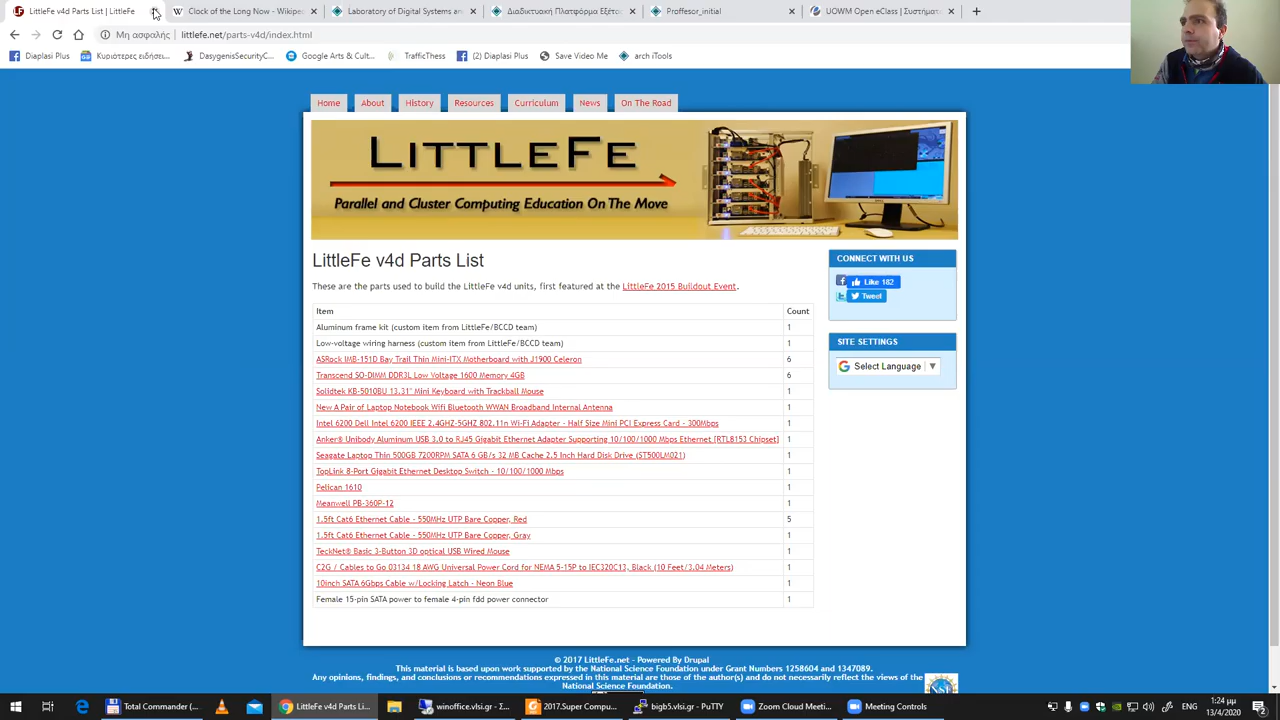 LittleFe v4d Parts List | LittleFe
Clock of the Long Now - Wikipe
Laboratory of Digital Systems an
Διαδικτυακή Πλατφόρμα Εξέτασ
Proffesor_initial
UOWM Open eClass | Συστήματ
Μη ασφαλής
littlefe.net/parts-v4d/index.html
Diaplasi Plus
Κυριότερες ειδήσει...
DasygenisSecurityC...
Google Arts & Cult...
TrafficThess
(2) Diaplasi Plus
Save Video Me
arch iTools
Home
About
History
Resources
Curriculum
News
On The Road
LITTLEFE
Parallel and Cluster Computing Education On The Move
LittleFe v4d Parts List
These are the parts used to build the LittleFe v4d units, first featured at the LittleFe 2015 Buildout Event.
Item Count
Aluminum frame kit (custom item from LittleFe/BCCD team) 1
Low-voltage wiring harness (custom item from LittleFe/BCCD team) 1
ASRock IMB-151D Bay Trail Thin Mini-ITX Motherboard with J1900 Celeron 6
Transcend SO-DIMM DDR3L Low Voltage 1600 Memory 4GB 6
Solidtek KB-5010BU 13.31" Mini Keyboard with Trackball Mouse 1
New A Pair of Laptop Notebook Wifi Bluetooth WWAN Broadband Internal Antenna 1
Intel 6200 Dell Intel 6200 IEEE 2.4GHZ-5GHZ 802.11n Wi-Fi Adapter - Half Size Mini PCI Express Card - 300Mbps 1
Anker® Unibody Aluminum USB 3.0 to RJ45 Gigabit Ethernet Adapter Supporting 10/100/1000 Mbps Ethernet [RTL8153 Chipset] 1
Seagate Laptop Thin 500GB 7200RPM SATA 6 GB/s 32 MB Cache 2.5 Inch Hard Disk Drive (ST500LM021) 1
TopLink 8-Port Gigabit Ethernet Desktop Switch - 10/100/1000 Mbps 1
Pelican 1610 1
Meanwell PB-360P-12 1
1.5ft Cat6 Ethernet Cable - 550MHz UTP Bare Copper, Red 5
1.5ft Cat6 Ethernet Cable - 550MHz UTP Bare Copper, Gray 1
TeckNet® Basic 3-Button 3D optical USB Wired Mouse 1
C2G / Cables to Go 03134 18 AWG Universal Power Cord for NEMA 5-15P to IEC320C13, Black (10 Feet/3.04 Meters) 1
10inch SATA 6Gbps Cable w/Locking Latch - Neon Blue 1
Female 15-pin SATA power to female 4-pin fdd power connector 1
CONNECT WITH US
Like 182
Tweet
SITE SETTINGS
Select Language
© 2017 LittleFe.net - Powered By Drupal
This material is based upon work supported by the National Science Foundation under Grant Numbers 1258604 and 1347089.
Any opinions, findings, and conclusions or recommendations expressed in this material are those of the author(s) and do not necessarily reflect the views of the
National Science Foundation.
Total Commander (...
LittleFe v4d Parts Li...
winoffice.vlsi.gr - Σ...
2017.Super Compu...
bigb5.vlsi.gr - PuTTY
Zoom Cloud Meeti...
Meeting Controls
1:24 μμ
13/4/2020